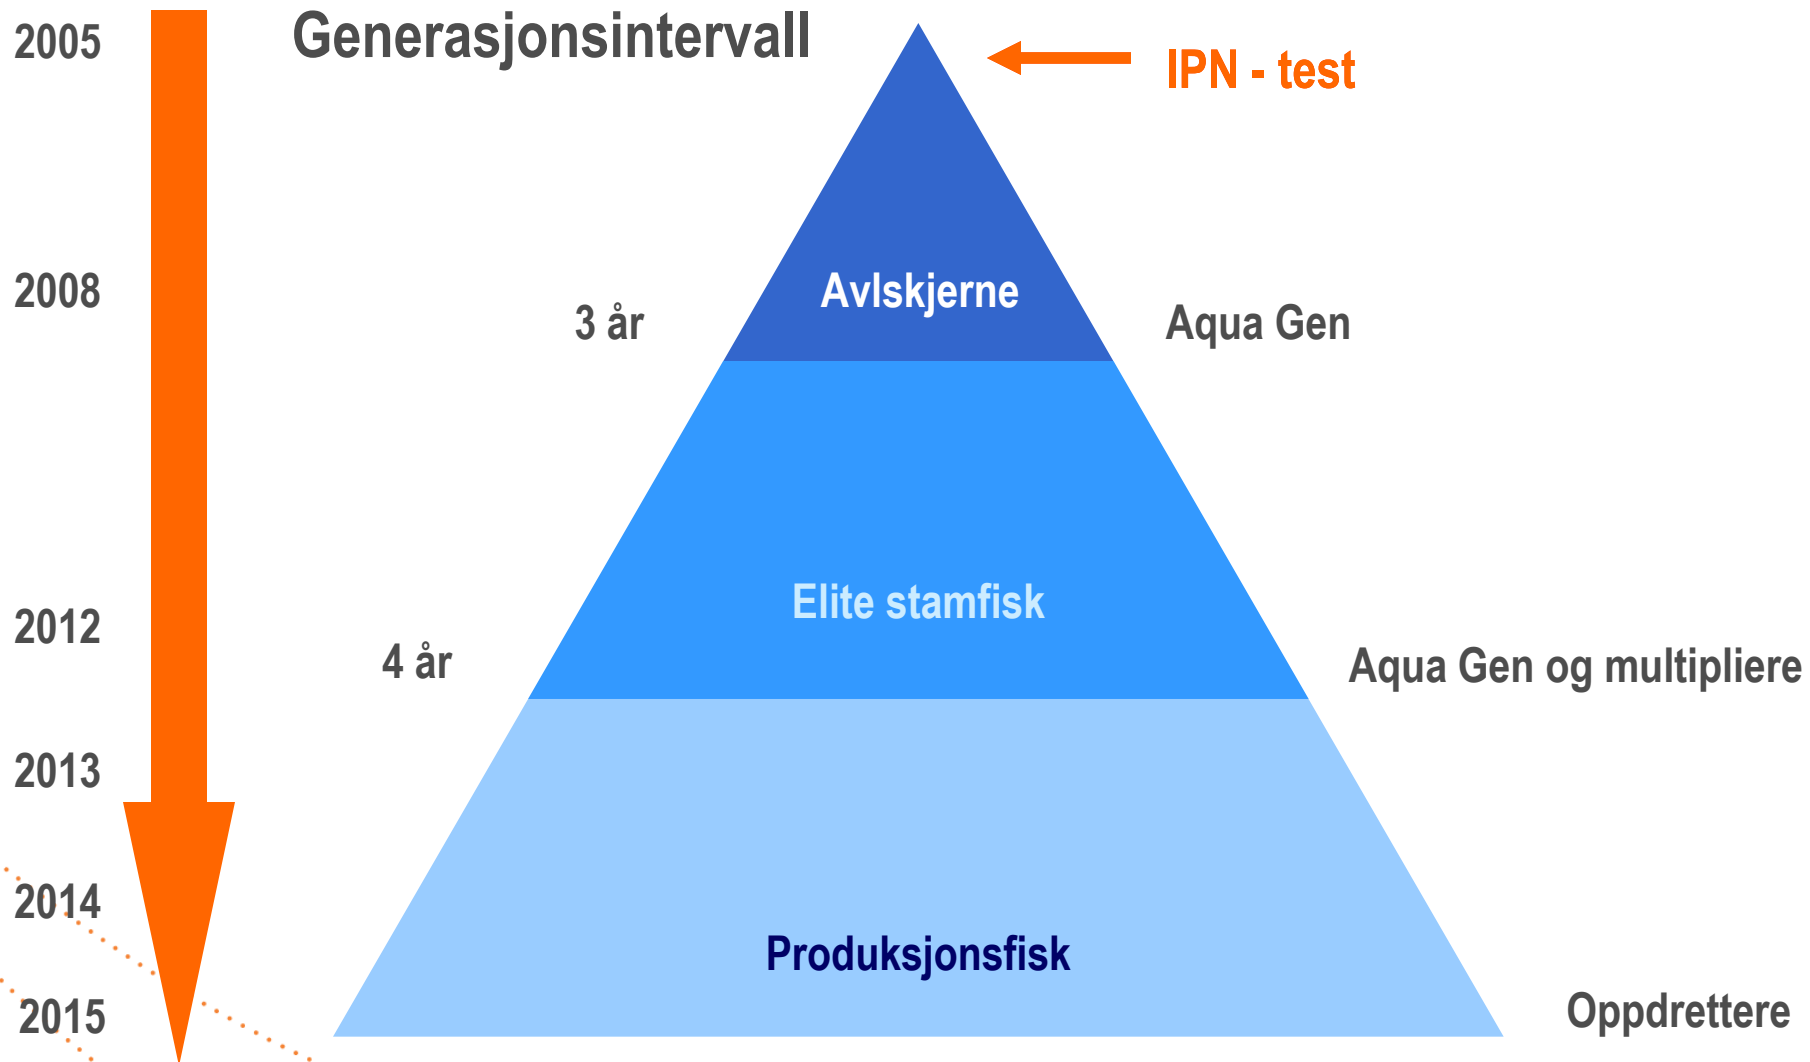 2005
Generasjonsintervall
IPN - test
2008
Avlskjerne
3 år
Aqua Gen
Elite stamfisk
2012
4 år
Aqua Gen og multipliere
2013
2014
Produksjonsfisk
2015
Oppdrettere